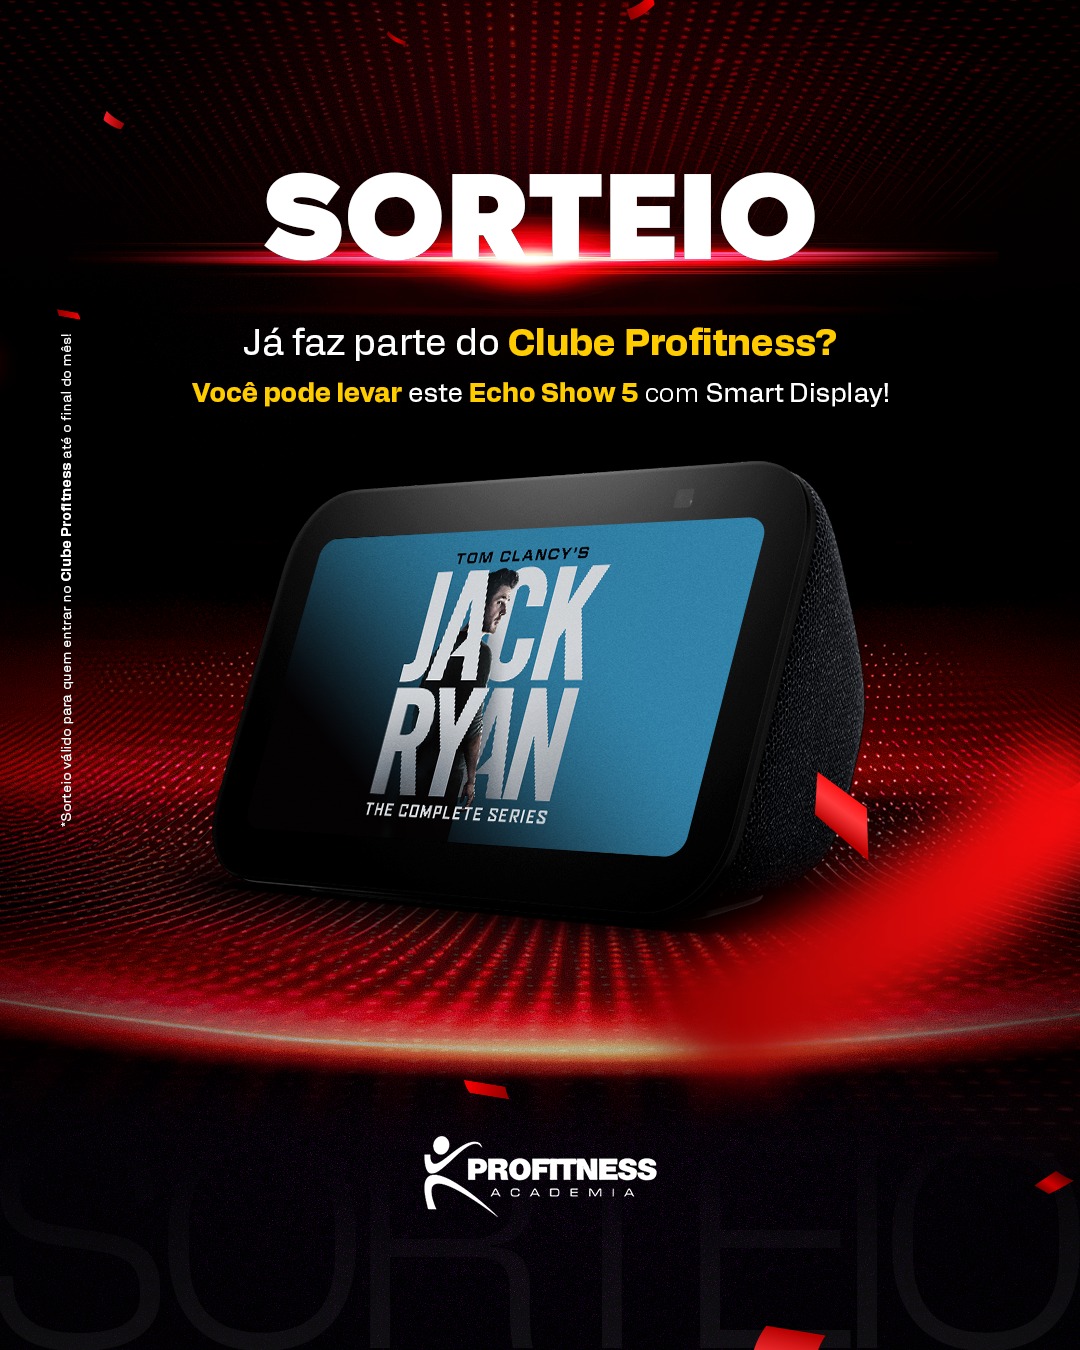 SORTEIO
Já faz parte do Clube Profitness?
Você pode levar este Echo Show 5 com Smart Display!
*Sorteio válido para quem entrar no Clube Profitness até o final do mês!
TOM CLANCY'S
JACK
RYAN
THE COMPLETE SERIES
PROFITNESS
ACADEMIA
SORTEIO